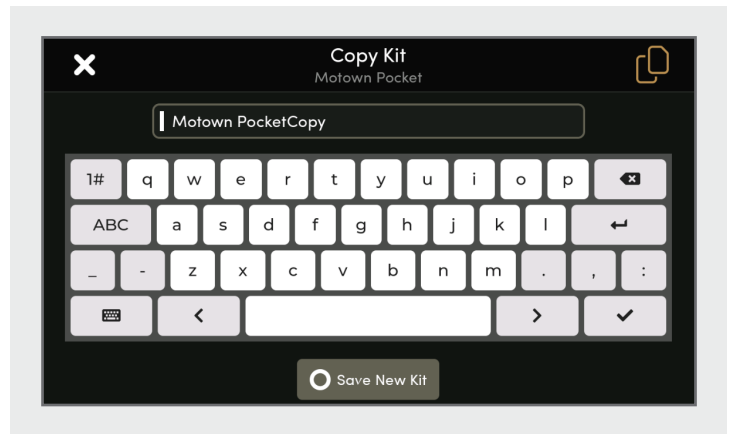 Copy Kit
Motown Pocket
Motown PocketCopy
1# q w e r t y u i o p
ABC a s d f g h j k l
_ - z x c v b n m . , :
< >
Save New Kit